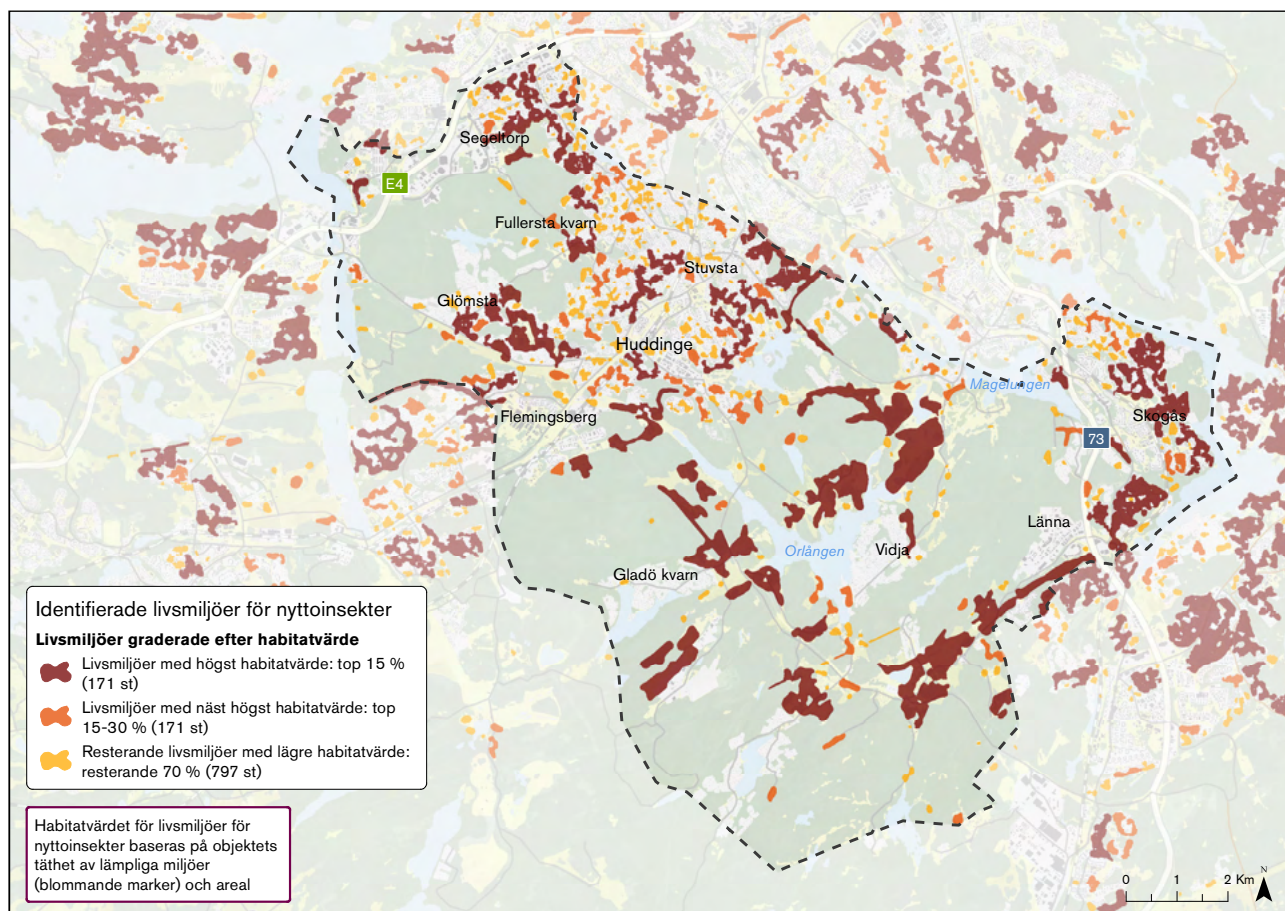 Segeltorp
E4
Fullersta kvarn
Stuvsta
Glömsta
Huddinge
Magelungen
Flemingsberg
Skogås
73
Länna
Orlången
Vidja
Gladö kvarn
Identifierade livsmiljöer för nyttoinsekter
Livsmiljöer graderade efter habitatvärde
Livsmiljöer med högst habitatvärde: top 15 %
(171 st)
Livsmiljöer med näst högst habitatvärde: top
15-30 % (171 st)
Resterande livsmiljöer med lägre habitatvärde:
resterande 70 % (797 st)
Habitatvärdet för livsmiljöer för
nyttoinsekter baseras på objektets
täthet av lämpliga miljöer
(blommande marker) och areal
0 1 2 Km